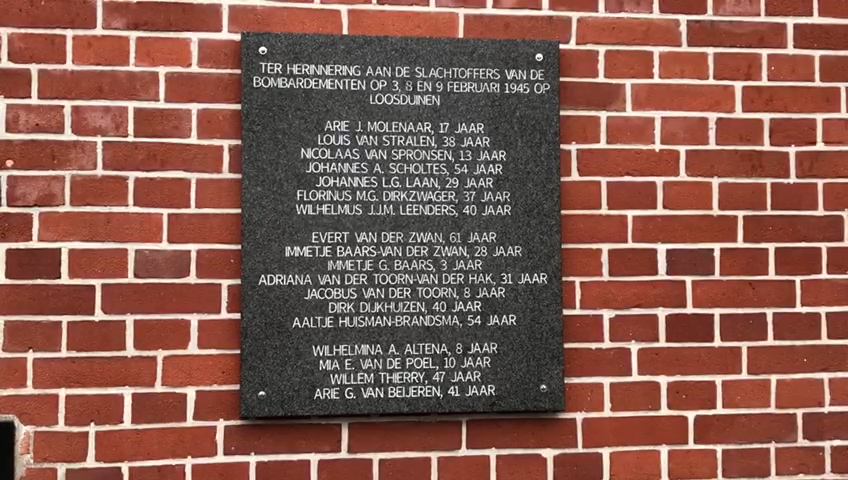 TER HERINNERING AAN DE SLACHTOFFERS VAN DE
BOMBARDEMENTEN OP 3, 8 EN 9 FEBRUARI 1945 OP
LOOSDUINEN
ARIE J. MOLENAAR, 17 JAAR
LOUIS VAN STRALEN, 38 JAAR
NICOLAAS VAN SPRONSEN, 13 JAAR
JOHANNES A. SCHOLTES, 54 JAAR
JOHANNES L.G. LAAN, 29 JAAR
FLORINUS M.G. DIRKZWAGER, 37 JAAR
WILHELMUS J.J.M. LEENDERS, 40 JAAR
EVERT VAN DER ZWAN, 61 JAAR
IMMETJE BAARS-VAN DER ZWAN, 28 JAAR
IMMETJE G. BAARS, 3 JAAR
ADRIANA VAN DER TOORN-VAN DER HAK, 31 JAAR
JACOBUS VAN DER TOORN, 8 JAAR
DIRK DIJKHUIZEN, 40 JAAR
AALTJE HUISMAN-BRANDSMA, 54 JAAR
WILHELMINA A. ALTENA, 8 JAAR
MIA E. VAN DE POEL, 10 JAAR
WILLEM THIERRY, 47 JAAR
ARIE G. VAN BEIJEREN, 41 JAAR